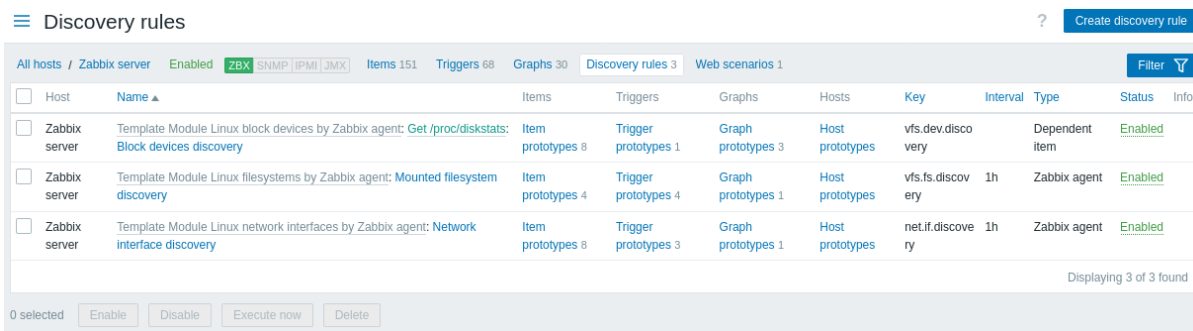 Discovery rules
? Create discovery rule
All hosts / Zabbix server Enabled ZBX SNMP IPMI JMX Items 151 Triggers 68 Graphs 30 Discovery rules 3 Web scenarios 1 Filter
Host Name Items Triggers Graphs Hosts Key Interval Type Status Info
Zabbix Template Module Linux block devices by Zabbix agent: Get /proc/diskstats: Item Trigger Graph Host vfs.dev.disco Dependent Enabled
server Block devices discovery prototypes 8 prototypes 1 prototypes 3 prototypes very item
Zabbix Template Module Linux filesystems by Zabbix agent: Mounted filesystem Item Trigger Graph Host vfs.fs.discov 1h Zabbix agent Enabled
server discovery prototypes 4 prototypes 4 prototypes 1 prototypes ery
Zabbix Template Module Linux network interfaces by Zabbix agent: Network Item Trigger Graph Host net.if.discove 1h Zabbix agent Enabled
server interface discovery prototypes 8 prototypes 3 prototypes 1 prototypes ry
Displaying 3 of 3 found
0 selected Enable Disable Execute now Delete